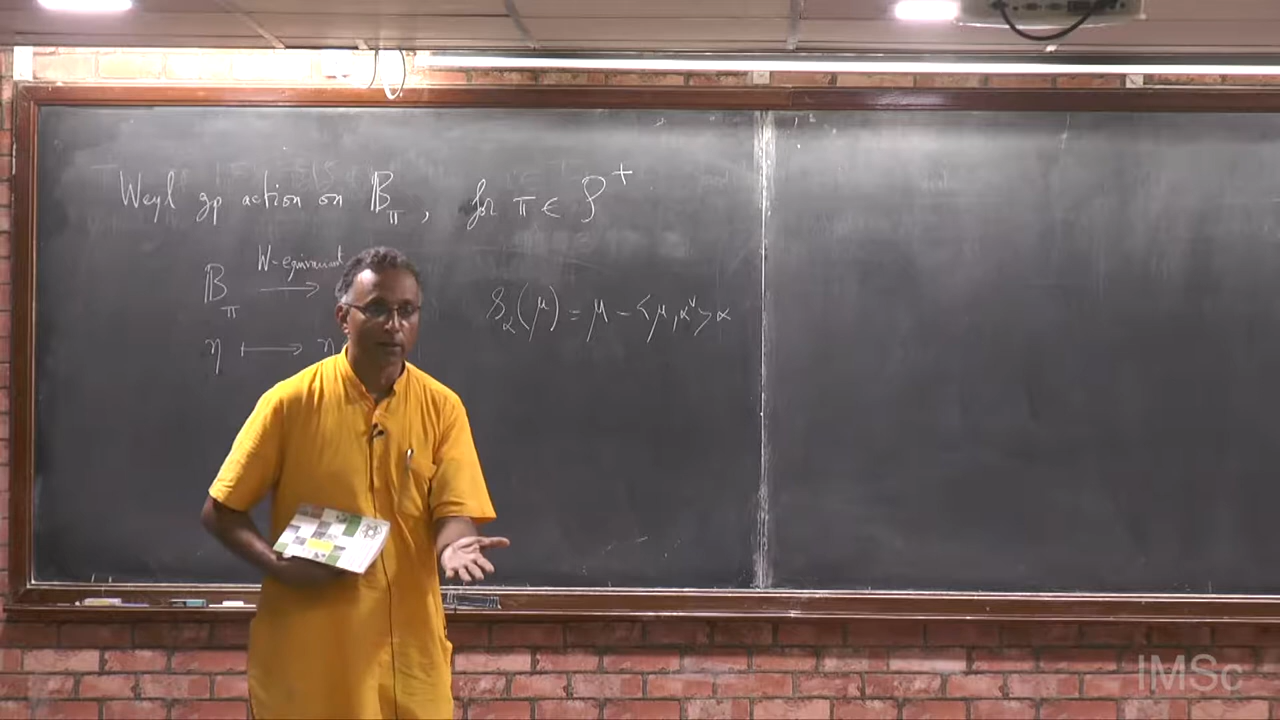 Weyl gp action on 𝔹_π, for π ∈ 𝒫^+
W-equivariant
𝔹_π ⟶
s_α(μ) = μ - <μ, α^∨> α
η ⟼ η
IMSc